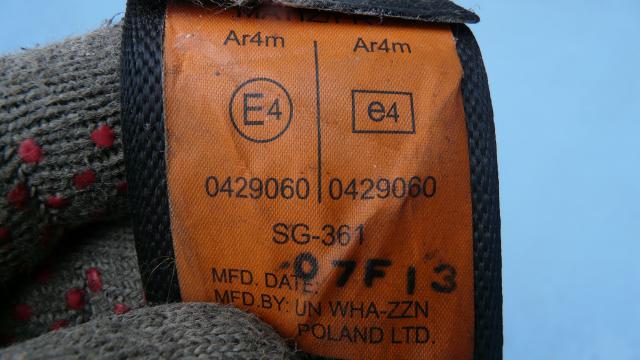 Ar4m Ar4m
E4 e4
0429060 0429060
SG-361
MFD. DATE: 07F13
MFD.BY: UN WHA-ZZN
POLAND LTD.